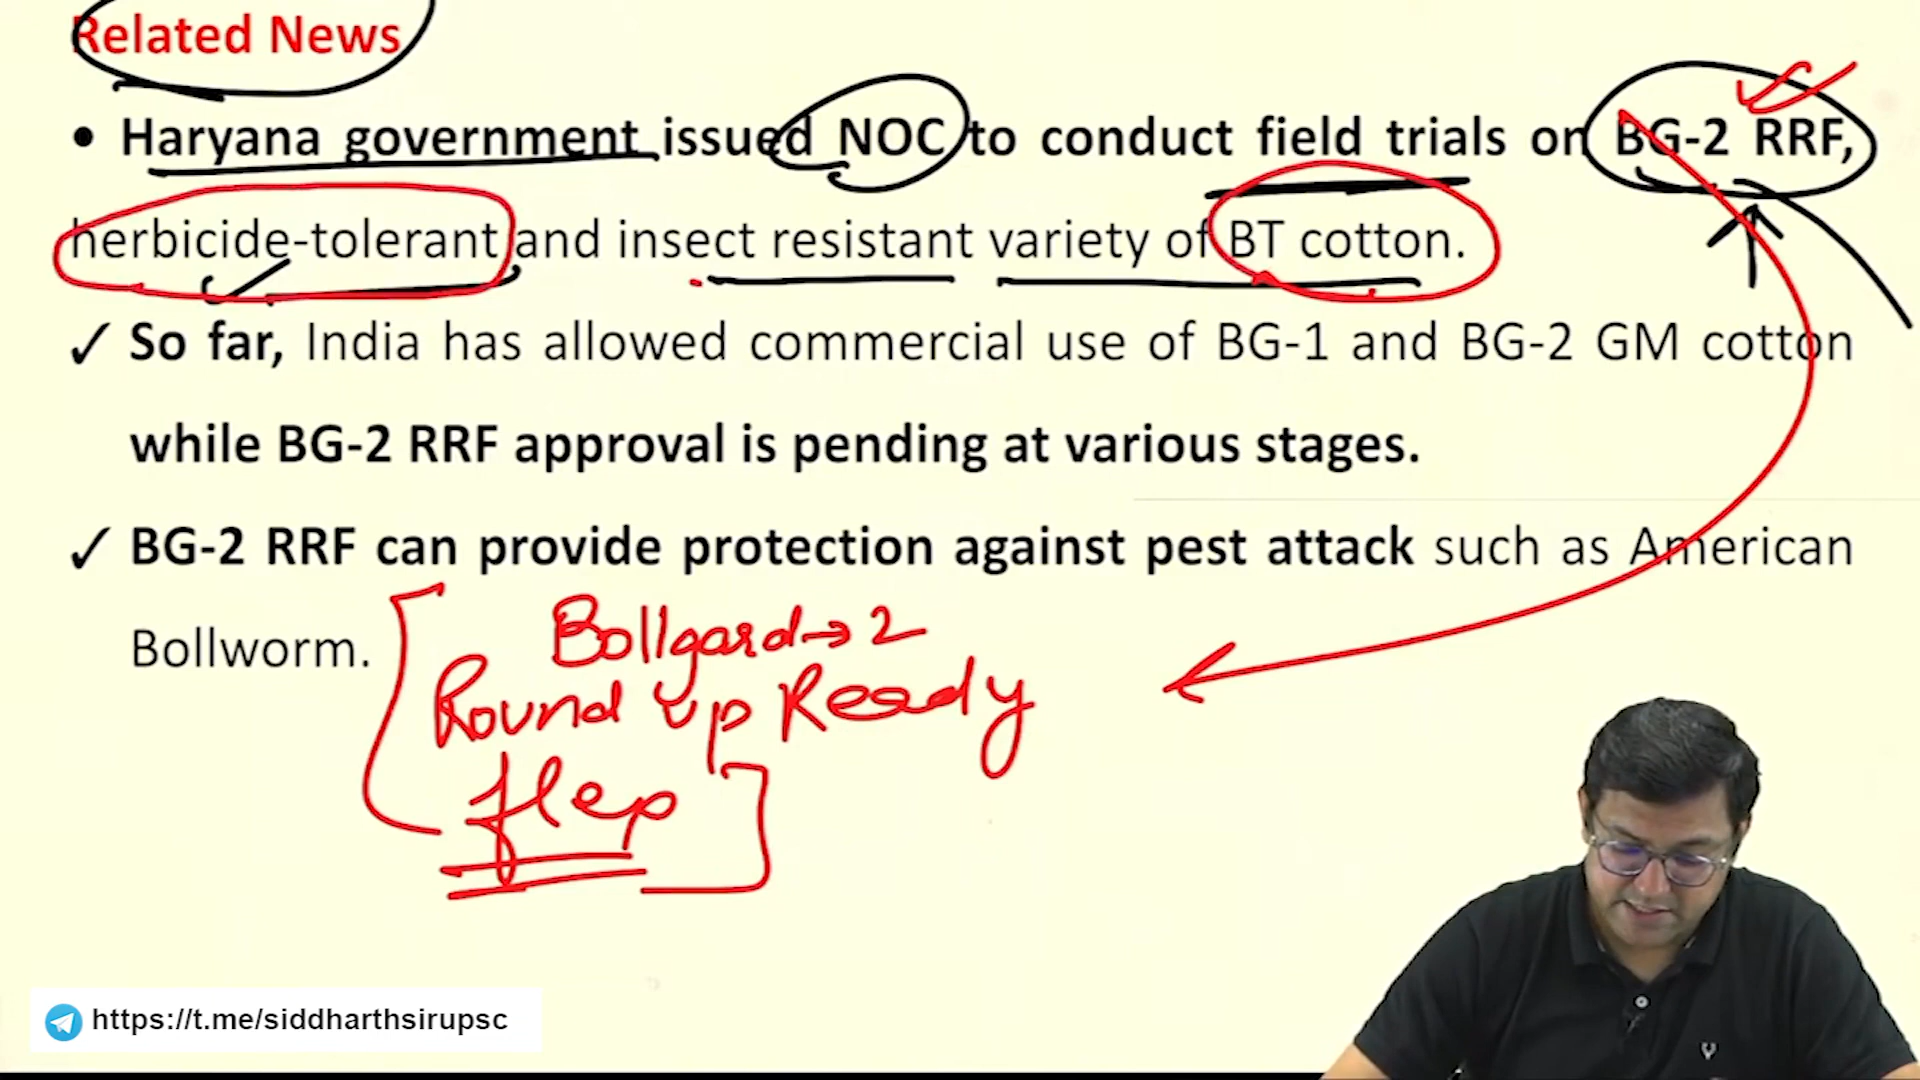 Related News
• Haryana government issued NOC to conduct field trials on BG-2 RRF,
herbicide-tolerant and insect resistant variety of BT cotton.
✓ So far, India has allowed commercial use of BG-1 and BG-2 GM cotton
while BG-2 RRF approval is pending at various stages.
✓ BG-2 RRF can provide protection against pest attack such as American
Bollworm.
Bollgard→2
Round up Ready
flex
https://t.me/siddharthsirupsc